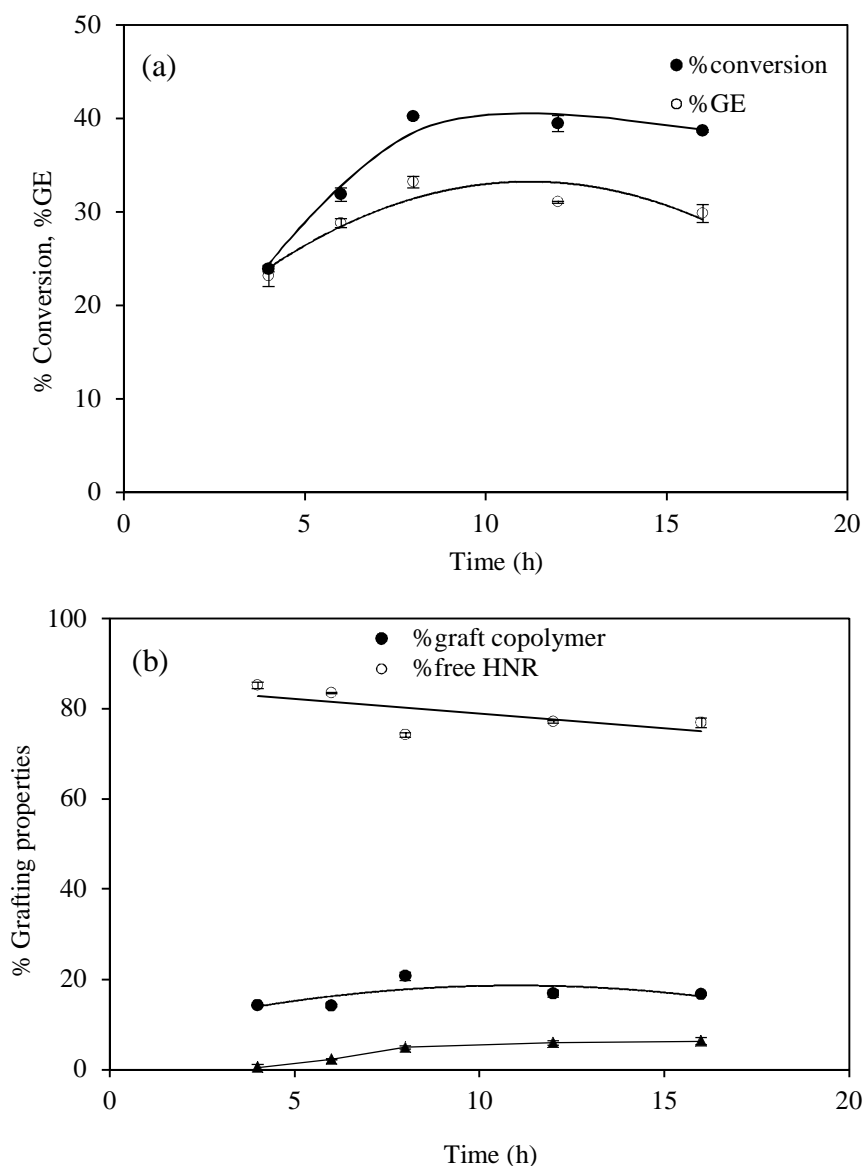 50
(a)
%conversion
40
%GE
30
% Conversion, %GE
20
10
0
0 5 10 15 20
Time (h)
100
%graft copolymer
(b)
%free HNR
80
60
% Grafting properties
40
20
0
0 5 10 15 20
Time (h)